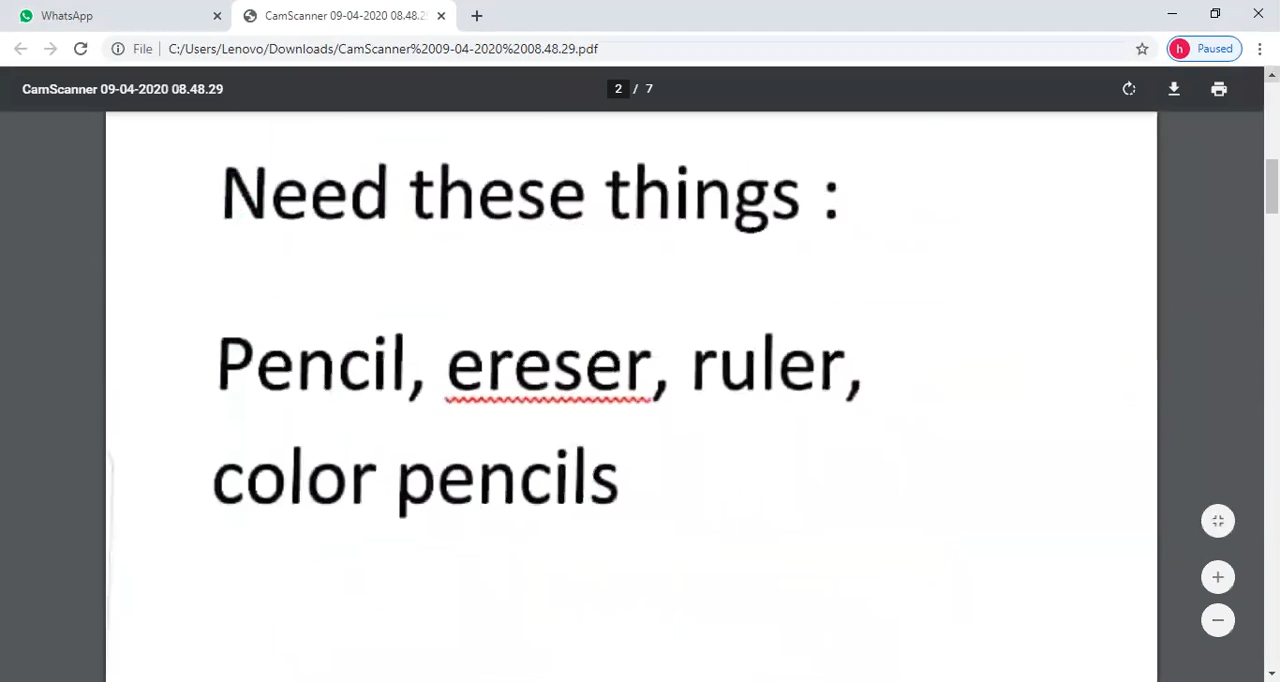 WhatsApp
CamScanner 09-04-2020 08.48.2
File
C:/Users/Lenovo/Downloads/CamScanner%2009-04-2020%2008.48.29.pdf
h Paused
CamScanner 09-04-2020 08.48.29
2 / 7
Need these things :
Pencil, ereser, ruler,
color pencils